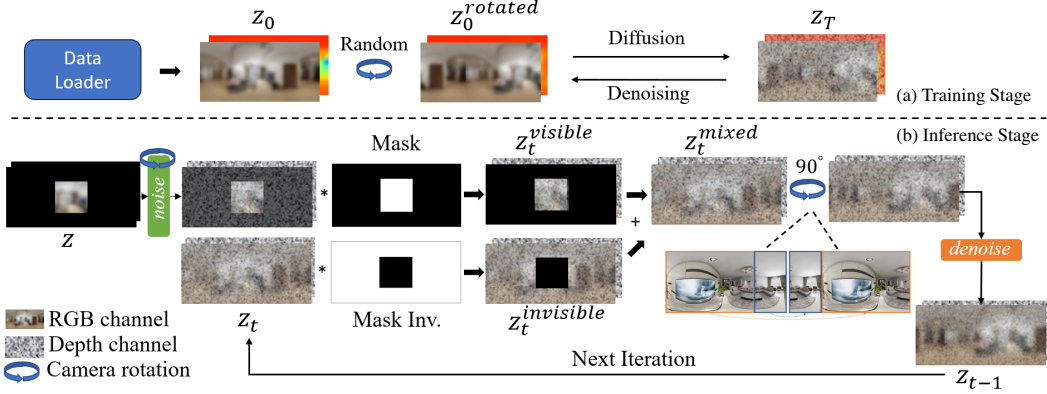 Data
Loader
Z_0
Random
Z_0^{rotated}
Diffusion
Denoising
Z_T
(a) Training Stage
(b) Inference Stage
Z
noise
Mask
*
Z_t^{visible}
Z_t^{mixed}
90°
+
*
Z_t
Mask Inv.
Z_t^{invisible}
denoise
Z_{t−1}
RGB channel
Depth channel
Camera rotation
Next Iteration